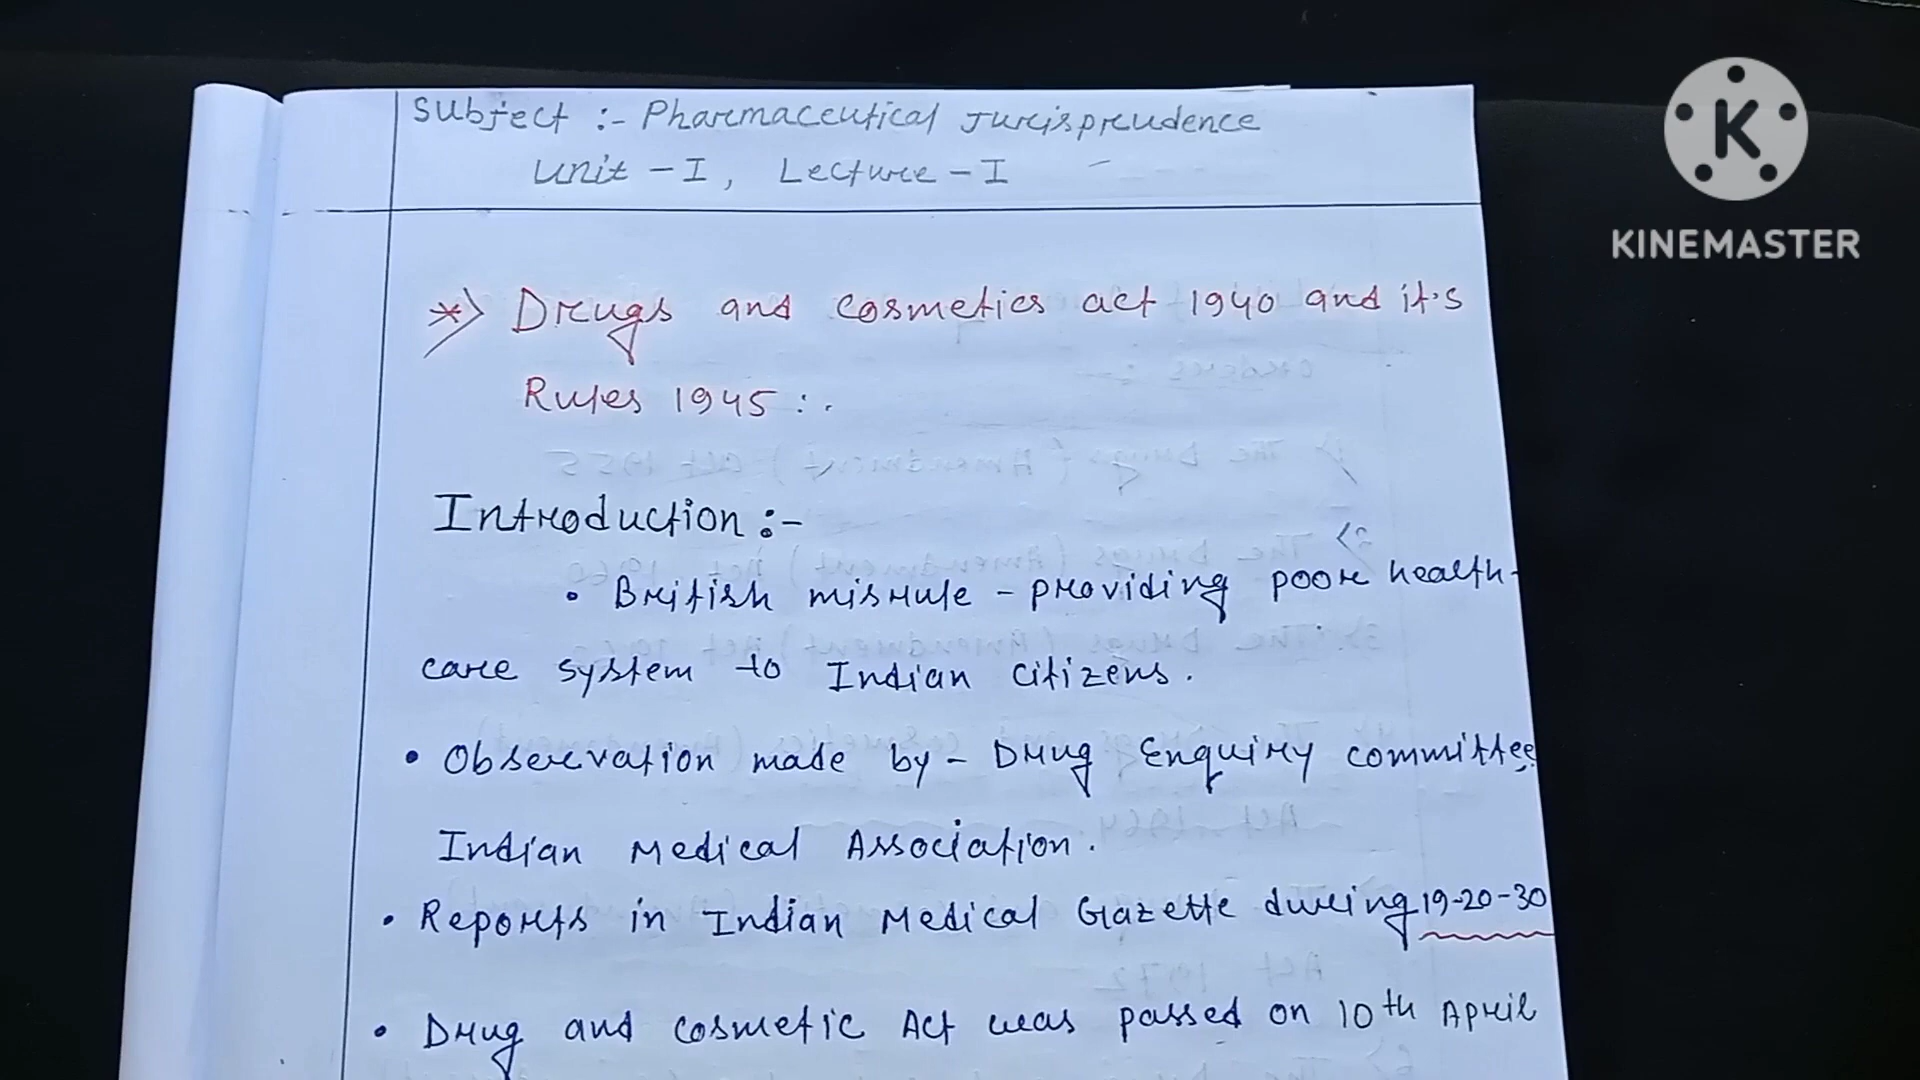 Subject :- Pharmaceutical Jurisprudence
Unit - I, Lecture - I
K
KINEMASTER
*) Drugs and cosmetics act 1940 and it's
Rules 1945 :.
Introduction :-
• British misrule - providing poor health-
care system to Indian citizens.
• Observation made by - Drug Enquiry committee,
Indian Medical Association.
• Reports in Indian Medical Gazette during 19-20-30
• Drug and cosmetic Act was passed on 10th April